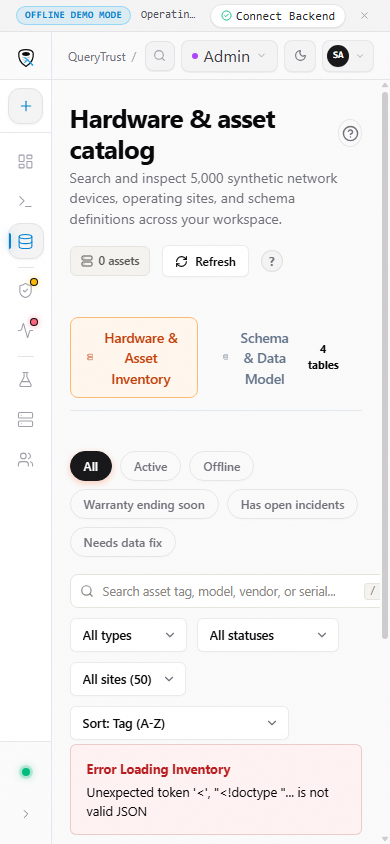 OFFLINE DEMO MODE Operatin... Connect Backend
QueryTrust / Admin SA
Hardware & asset
catalog
Search and inspect 5,000 synthetic network
devices, operating sites, and schema
definitions across your workspace.
0 assets Refresh ?
Hardware &
Asset
Inventory
Schema
& Data
Model
4
tables
All Active Offline
Warranty ending soon Has open incidents
Needs data fix
Search asset tag, model, vendor, or serial... /
All types All statuses
All sites (50)
Sort: Tag (A-Z)
Error Loading Inventory
Unexpected token '<', "<!doctype "... is not
valid JSON